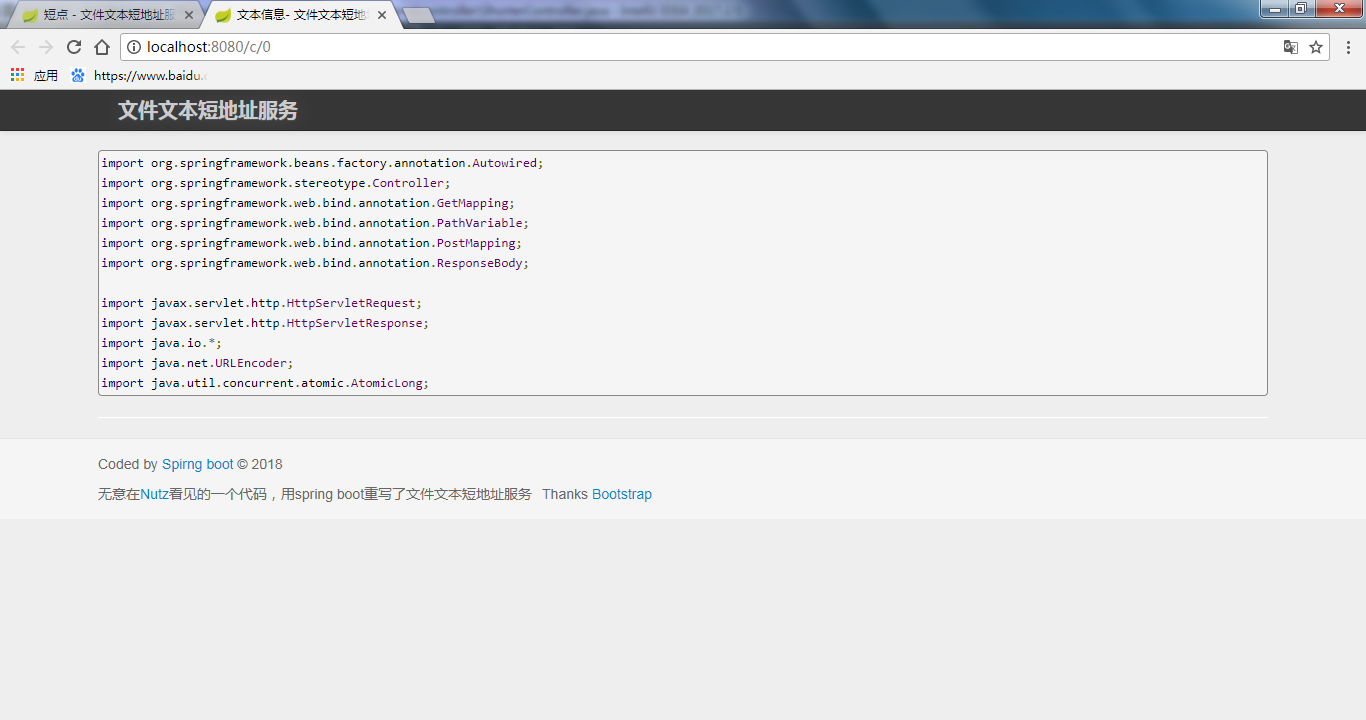 短点 - 文件文本短地址服
文本信息- 文件文本短地
localhost:8080/c/0
应用 https://www.baidu.c
文件文本短地址服务
import org.springframework.beans.factory.annotation.Autowired;
import org.springframework.stereotype.Controller;
import org.springframework.web.bind.annotation.GetMapping;
import org.springframework.web.bind.annotation.PathVariable;
import org.springframework.web.bind.annotation.PostMapping;
import org.springframework.web.bind.annotation.ResponseBody;
import javax.servlet.http.HttpServletRequest;
import javax.servlet.http.HttpServletResponse;
import java.io.*;
import java.net.URLEncoder;
import java.util.concurrent.atomic.AtomicLong;
Coded by Spirng boot © 2018
无意在Nutz看见的一个代码，用spring boot重写了文件文本短地址服务 Thanks Bootstrap